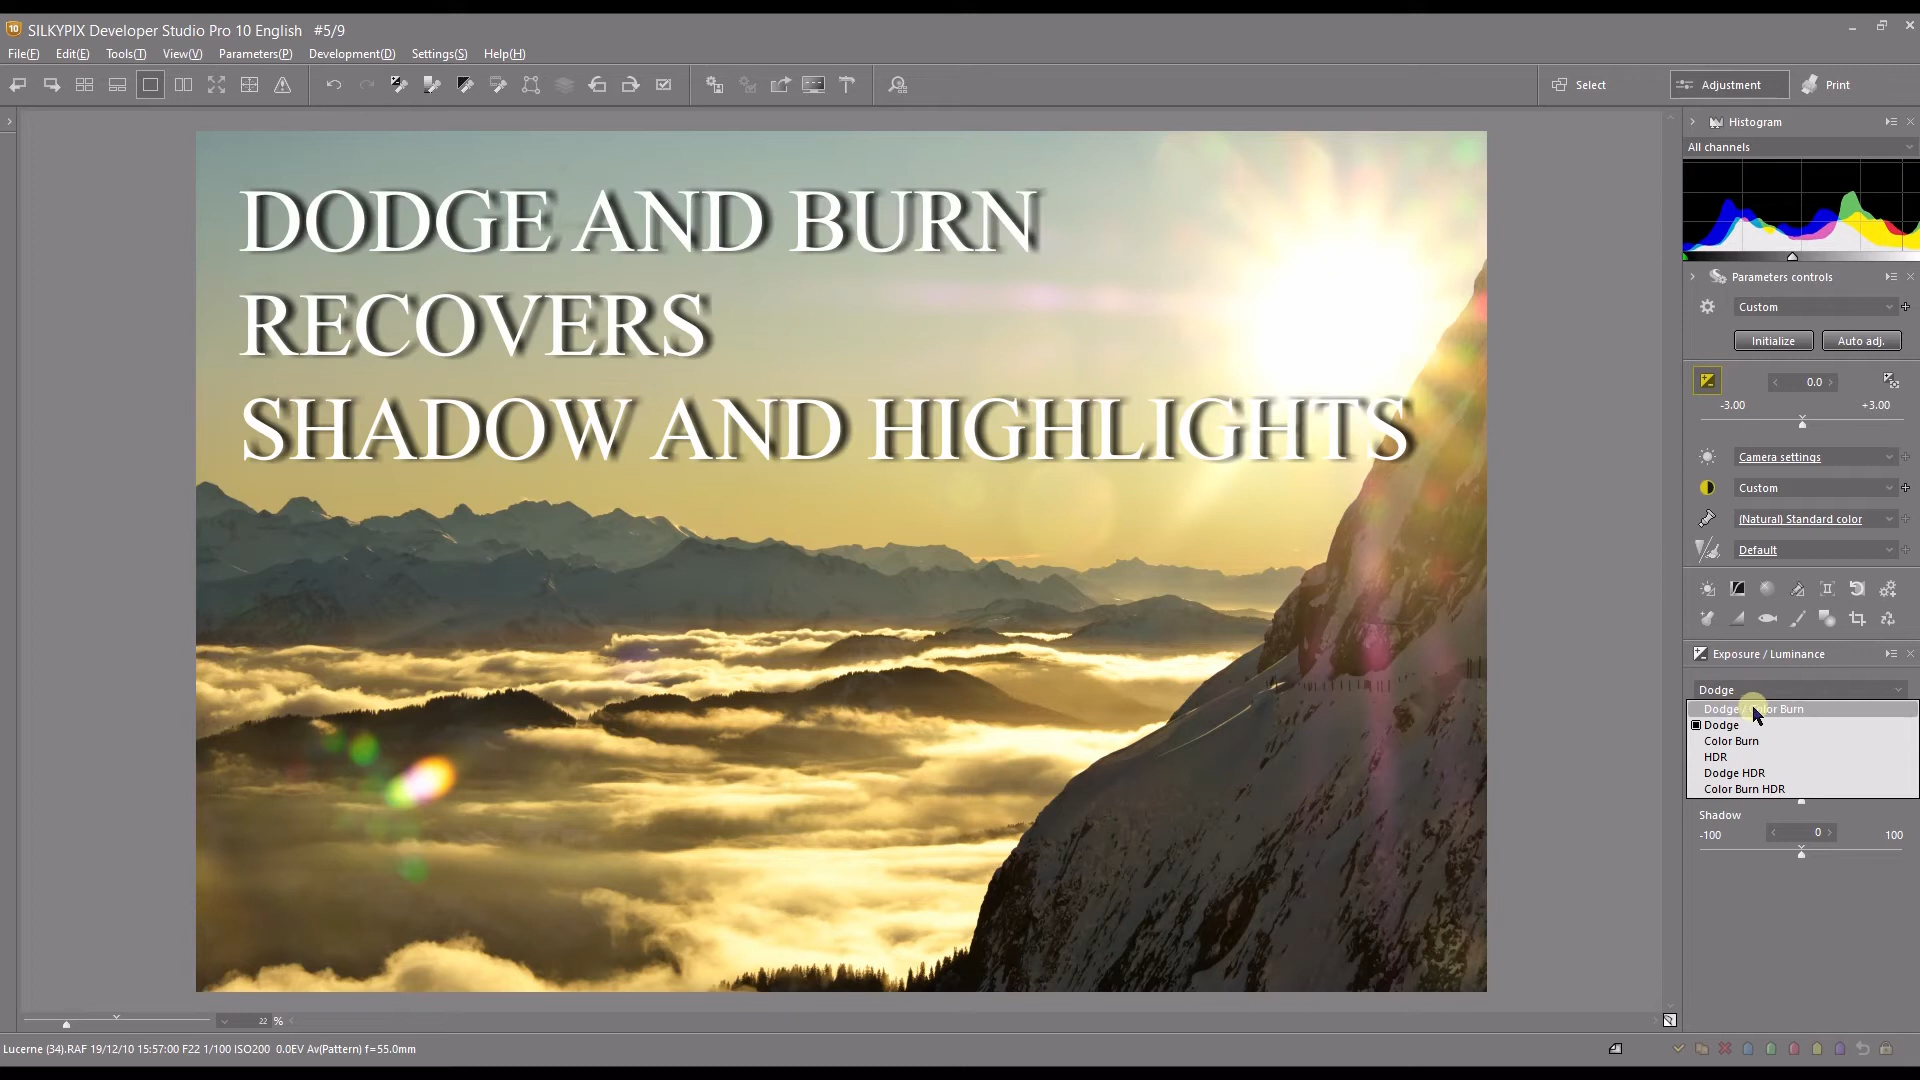 SILKYPIX Developer Studio Pro 10 English #5/9
File(F) Edit(E) Tools(T) View(V) Parameters(P) Development(D) Settings(S) Help(H)
Select Adjustment Print
Histogram
All channels
DODGE AND BURN
RECOVERS
SHADOW AND HIGHLIGHTS
Parameters controls
Custom
Initialize Auto adj.
0.0
-3.00 +3.00
Camera settings
Custom
(Natural) Standard color
Default
Exposure / Luminance
Dodge
Dodge / Color Burn
Dodge
Color Burn
HDR
Dodge HDR
Color Burn HDR
Shadow
-100 0 100
22 %
Lucerne (34).RAF 19/12/10 15:57:00 F22 1/100 ISO200 0.0EV Av(Pattern) f=55.0mm